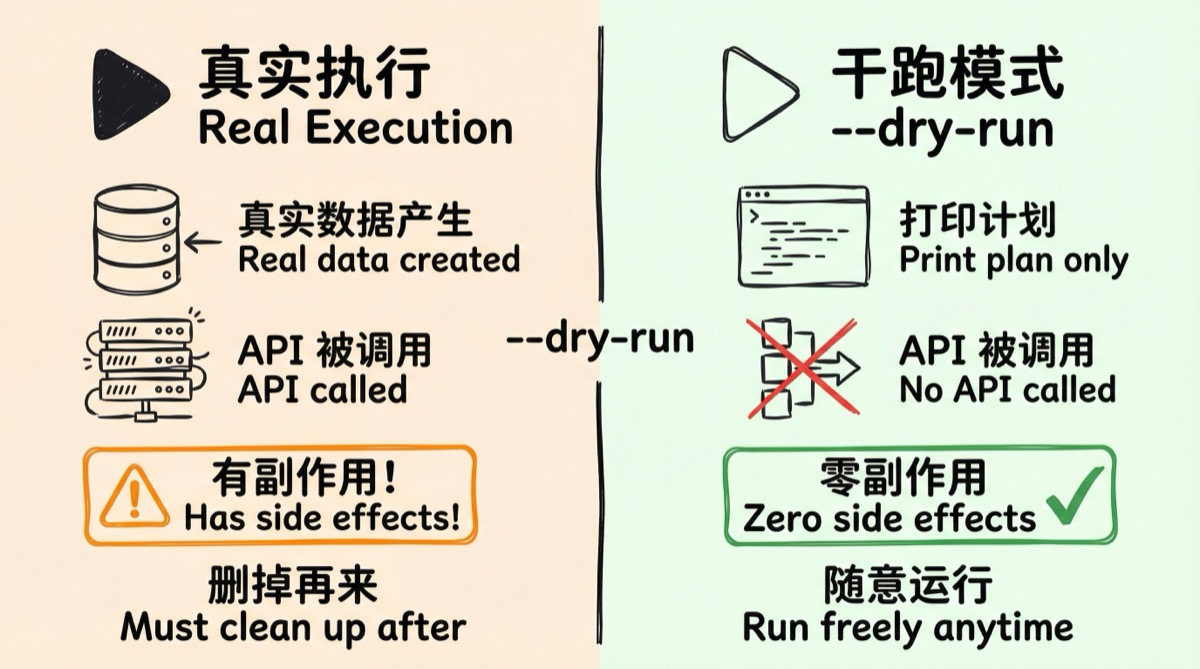 真实执行
Real Execution
真实数据产生
Real data created
API 被调用
API called
有副作用！
Has side effects!
删掉再来
Must clean up after
--dry-run
干跑模式
--dry-run
打印计划
Print plan only
API 被调用
No API called
零副作用
Zero side effects
随意运行
Run freely anytime